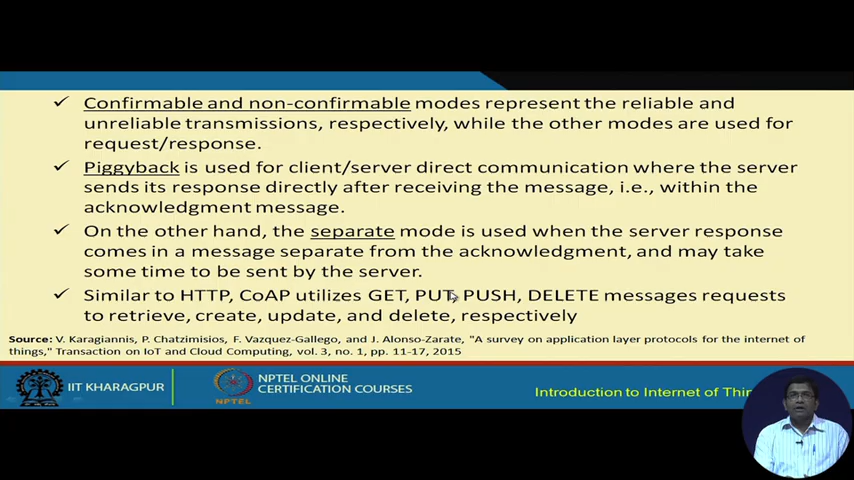 ✓ Confirmable and non-confirmable modes represent the reliable and
unreliable transmissions, respectively, while the other modes are used for
request/response.
✓ Piggyback is used for client/server direct communication where the server
sends its response directly after receiving the message, i.e., within the
acknowledgment message.
✓ On the other hand, the separate mode is used when the server response
comes in a message separate from the acknowledgment, and may take
some time to be sent by the server.
✓ Similar to HTTP, CoAP utilizes GET, PUT, PUSH, DELETE messages requests
to retrieve, create, update, and delete, respectively
Source: V. Karagiannis, P. Chatzimisios, F. Vazquez-Gallego, and J. Alonso-Zarate, "A survey on application layer protocols for the internet of
things," Transaction on IoT and Cloud Computing, vol. 3, no. 1, pp. 11-17, 2015
IIT KHARAGPUR
NPTEL
NPTEL ONLINE
CERTIFICATION COURSES
Introduction to Internet of Thin